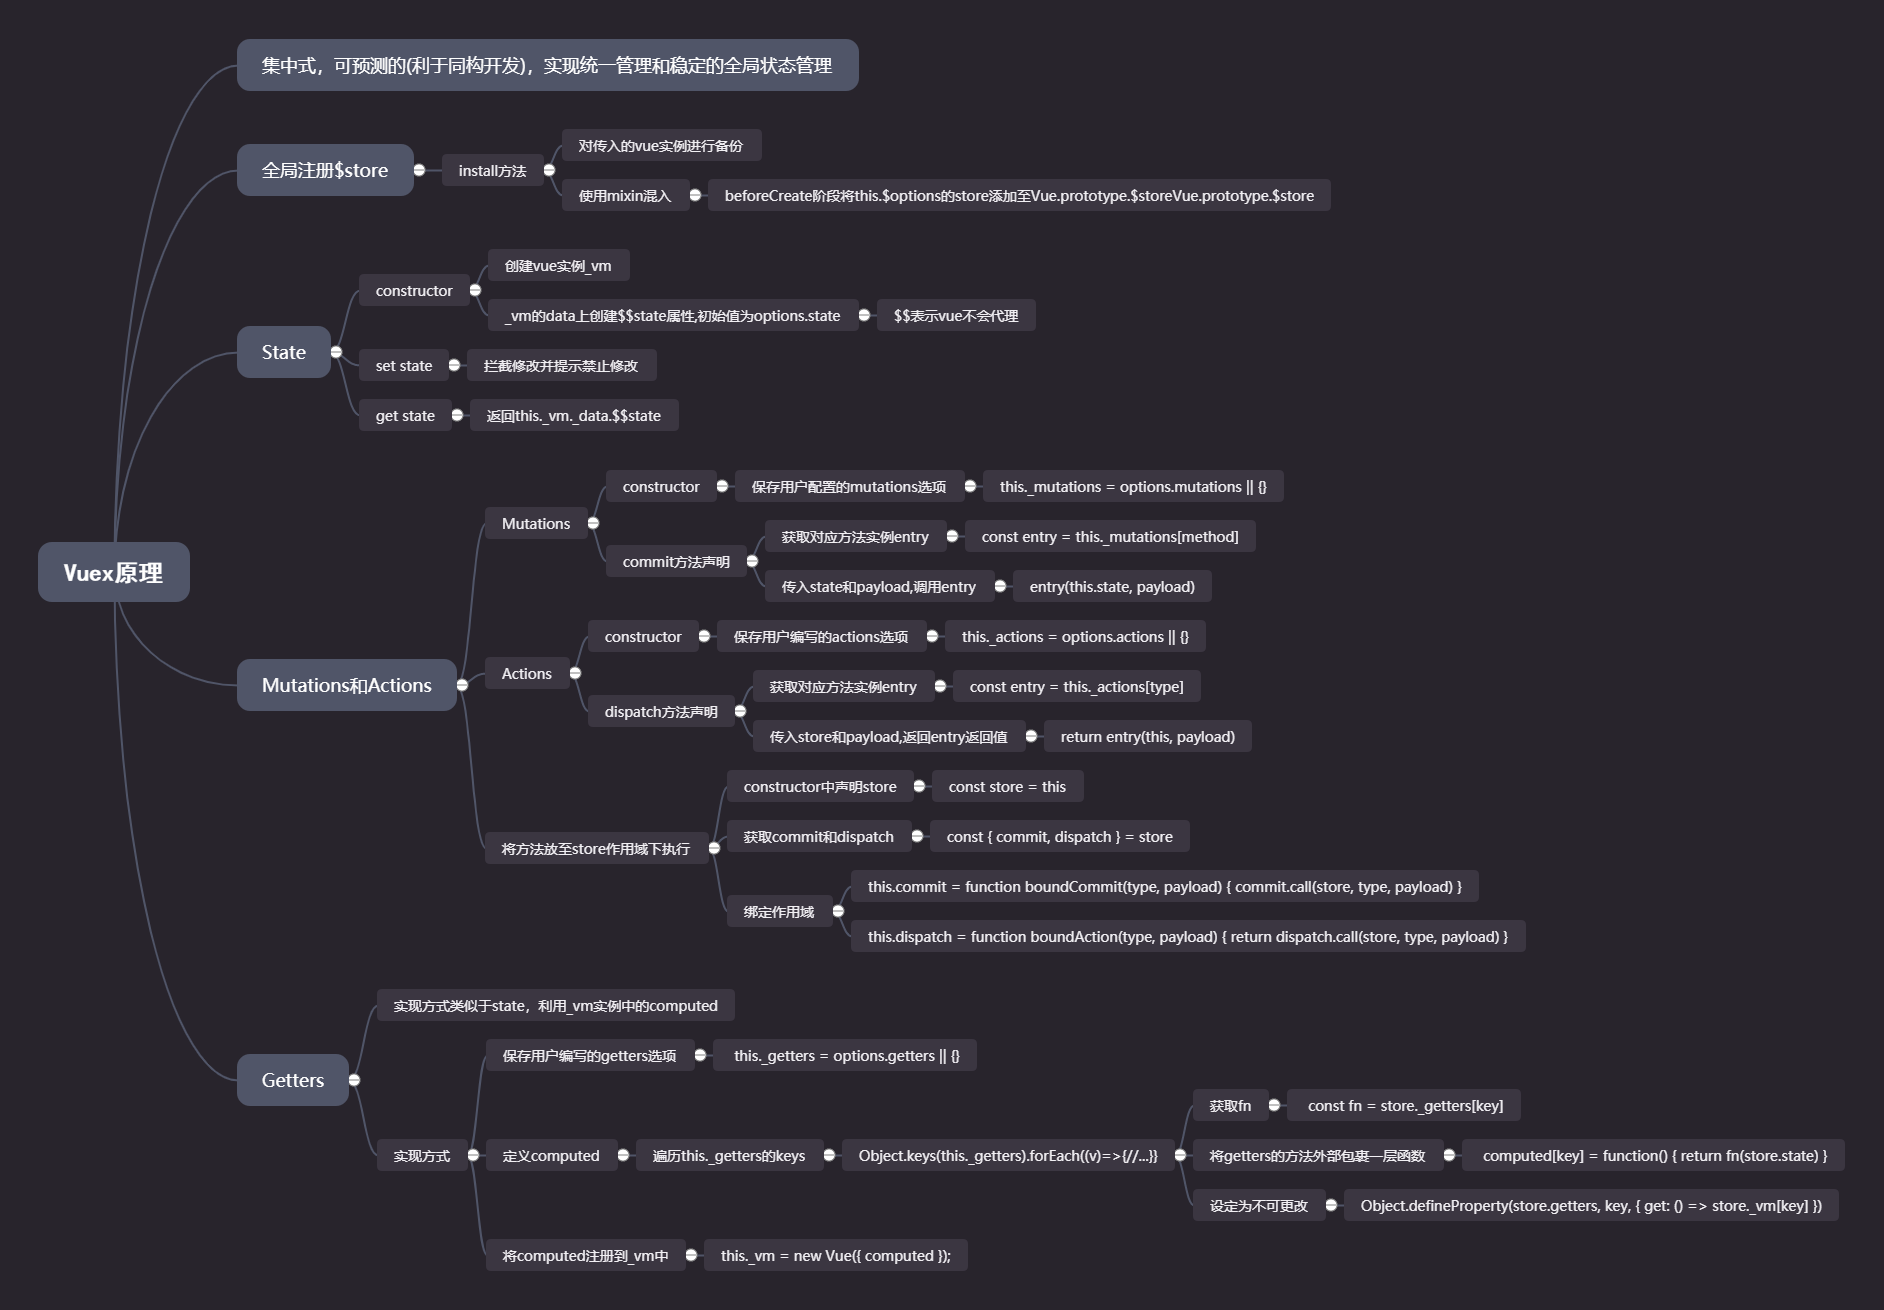 集中式，可预测的(利于同构开发)，实现统一管理和稳定的全局状态管理
全局注册$store
install方法
对传入的vue实例进行备份
使用mixin混入
beforeCreate阶段将this.$options的store添加至Vue.prototype.$storeVue.prototype.$store
State
constructor
创建vue实例_vm
_vm的data上创建$$state属性,初始值为options.state
$$表示vue不会代理
set state
拦截修改并提示禁止修改
get state
返回this._vm._data.$$state
Vuex原理
Mutations和Actions
Mutations
constructor
保存用户配置的mutations选项
this._mutations = options.mutations || {}
commit方法声明
获取对应方法实例entry
const entry = this._mutations[method]
传入state和payload,调用entry
entry(this.state, payload)
Actions
constructor
保存用户编写的actions选项
this._actions = options.actions || {}
dispatch方法声明
获取对应方法实例entry
const entry = this._actions[type]
传入store和payload,返回entry返回值
return entry(this, payload)
将方法放至store作用域下执行
constructor中声明store
const store = this
获取commit和dispatch
const { commit, dispatch } = store
绑定作用域
this.commit = function boundCommit(type, payload) { commit.call(store, type, payload) }
this.dispatch = function boundAction(type, payload) { return dispatch.call(store, type, payload) }
Getters
实现方式类似于state，利用_vm实例中的computed
实现方式
保存用户编写的getters选项
this._getters = options.getters || {}
定义computed
遍历this._getters的keys
Object.keys(this._getters).forEach((v)=>{//...}}
获取fn
const fn = store._getters[key]
将getters的方法外部包裹一层函数
computed[key] = function() { return fn(store.state) }
设定为不可更改
Object.defineProperty(store.getters, key, { get: () => store._vm[key] })
将computed注册到_vm中
this._vm = new Vue({ computed });